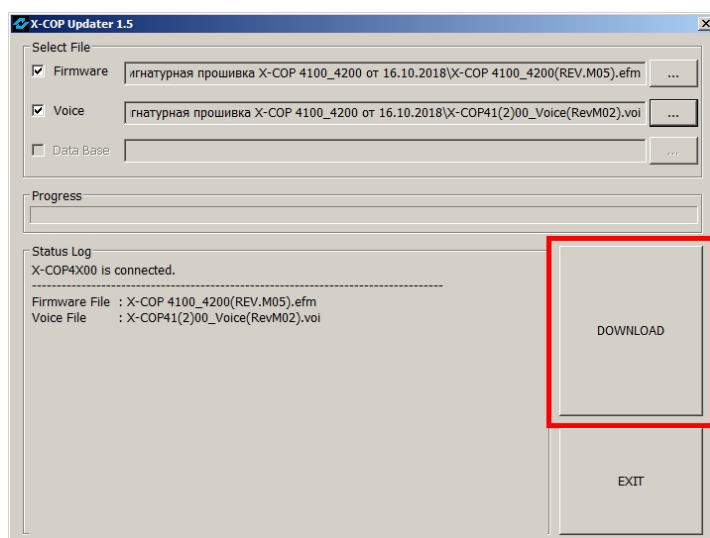 X-COP Updater 1.5
Select File
Firmware
игнатурная прошивка X-COP 4100_4200 от 16.10.2018\X-COP 4100_4200(REV.M05).efm
...
Voice
гнатурная прошивка X-COP 4100_4200 от 16.10.2018\X-COP41(2)00_Voice(RevM02).voi
...
Data Base
...
Progress
Status Log
X-COP4X00 is connected.
--------------------------------------------------------------------------------
Firmware File : X-COP 4100_4200(REV.M05).efm
Voice File : X-COP41(2)00_Voice(RevM02).voi
DOWNLOAD
EXIT